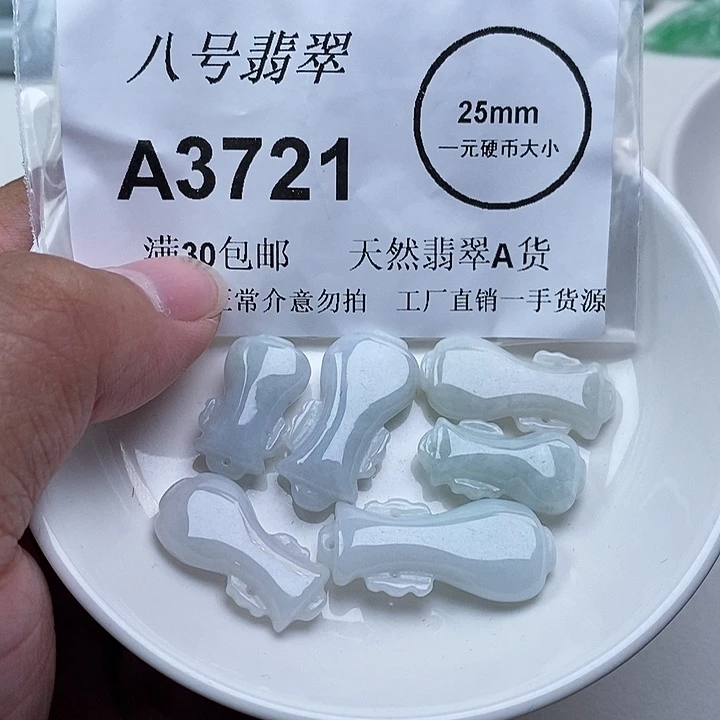 八号翡翠
25mm
一元硬币大小
A3721
满30包邮 天然翡翠A货
正常介意勿拍 工厂直销一手货源